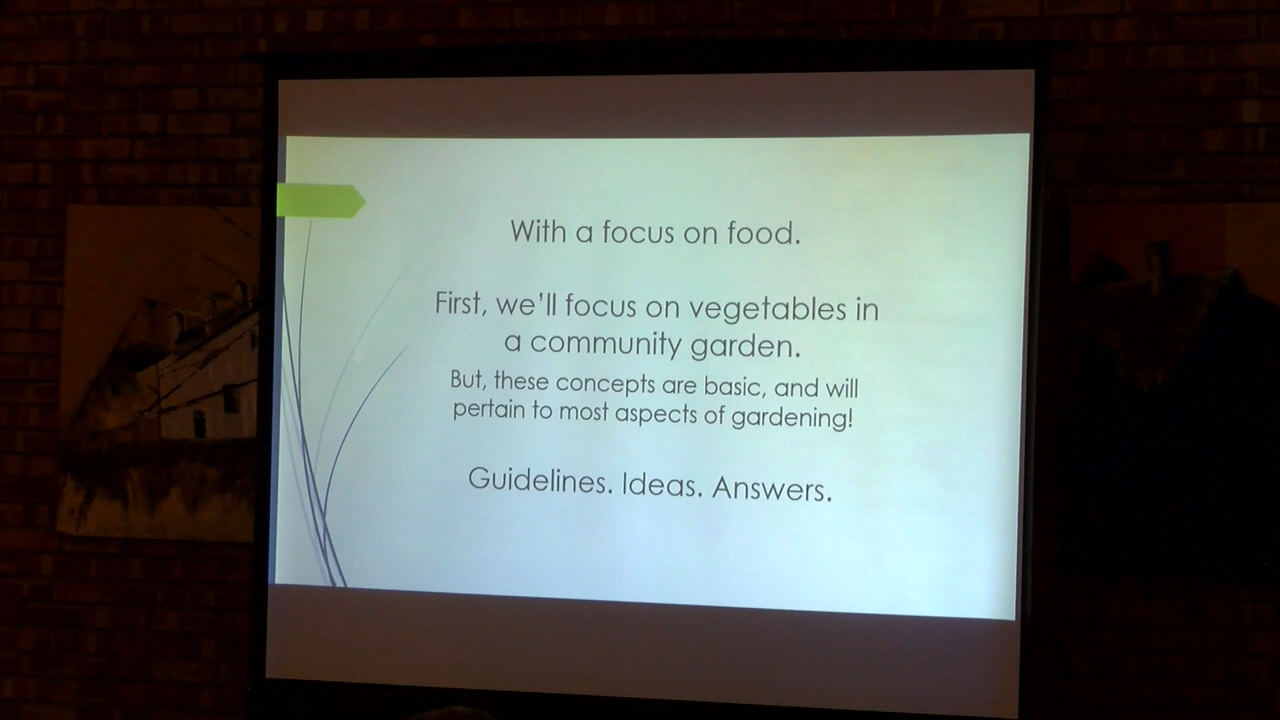 With a focus on food.
First, we'll focus on vegetables in
a community garden.
But, these concepts are basic, and will
pertain to most aspects of gardening!
Guidelines. Ideas. Answers.